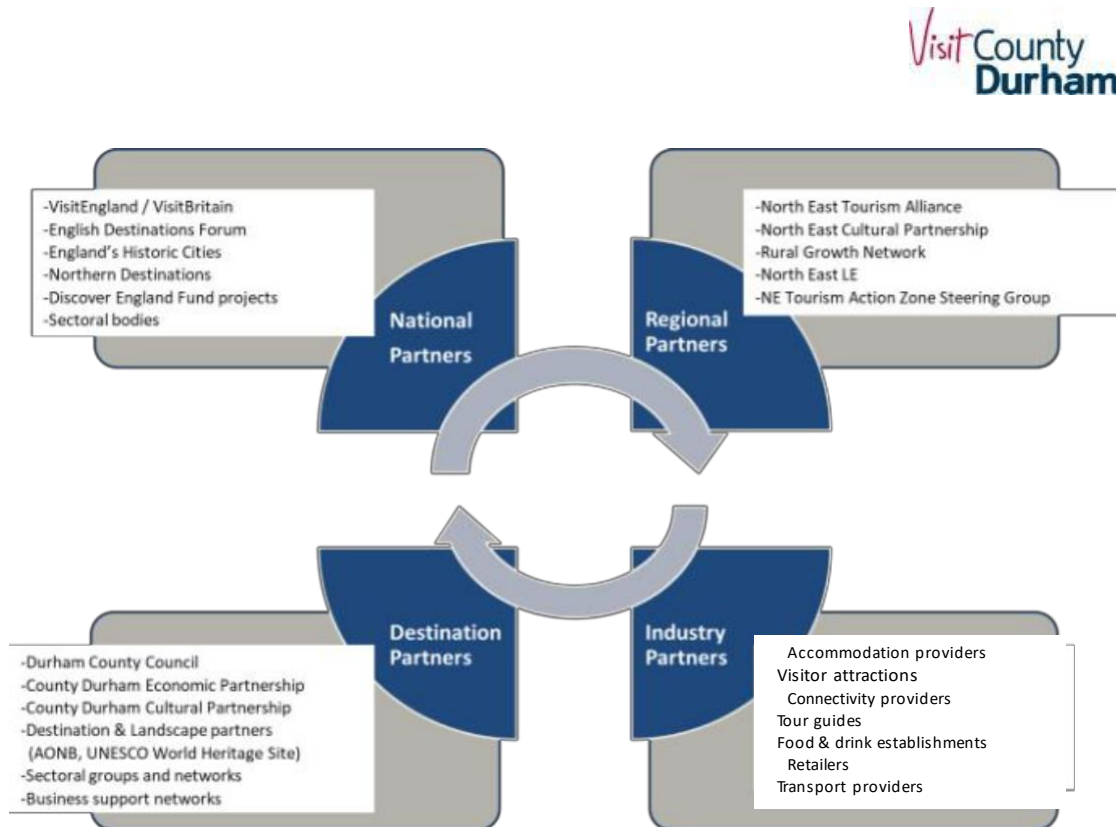 Visit County
Durham
-VisitEngland / VisitBritain
-English Destinations Forum
-England's Historic Cities
-Northern Destinations
-Discover England Fund projects
-Sectoral bodies
National
Partners
-North East Tourism Alliance
-North East Cultural Partnership
-Rural Growth Network
-North East LE
-NE Tourism Action Zone Steering Group
Regional
Partners
Destination
Partners
-Durham County Council
-County Durham Economic Partnership
-County Durham Cultural Partnership
-Destination & Landscape partners
(AONB, UNESCO World Heritage Site)
-Sectoral groups and networks
-Business support networks
Industry
Partners
Accommodation providers
Visitor attractions
Connectivity providers
Tour guides
Food & drink establishments
Retailers
Transport providers